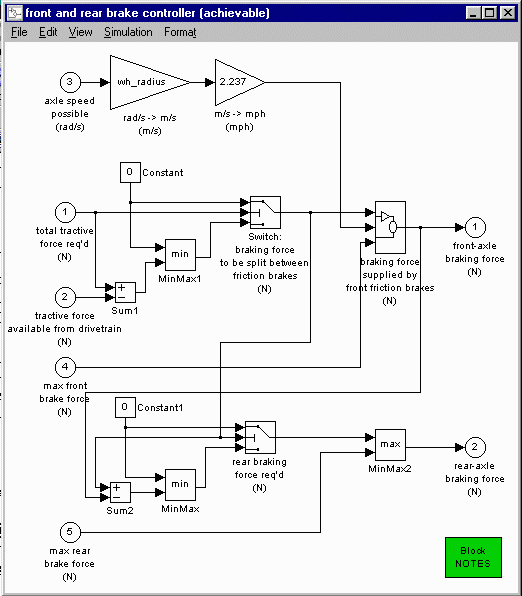 front and rear brake controller (achievable)
File Edit View Simulation Format
3
axle speed
possible
(rad/s)
wh_radius
rad/s -> m/s
(m/s)
2.237
m/s -> mph
(mph)
0
Constant
1
total tractive
force req'd
(N)
Switch:
braking force
to be split between
friction brakes
(N)
min
MinMax1
+
−
Sum1
2
tractive force
available from drivetrain
(N)
braking force
supplied by
front friction brakes
(N)
1
front-axle
braking force
(N)
4
max front
brake force
(N)
0
Constant1
rear braking
force req'd
(N)
max
MinMax2
2
rear-axle
braking force
(N)
+
−
Sum2
min
MinMax
5
max rear
brake force
(N)
Block
NOTES